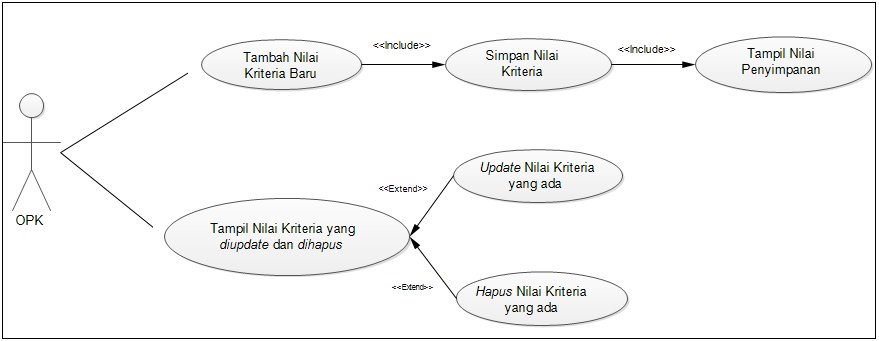 Tambah Nilai
Kriteria Baru
<<Include>>
Simpan Nilai
Kriteria
<<Include>>
Tampil Nilai
Penyimpanan
OPK
Tampil Nilai Kriteria yang
diupdate dan dihapus
<<Extend>>
Update Nilai Kriteria
yang ada
<<Extend>>
Hapus Nilai Kriteria
yang ada